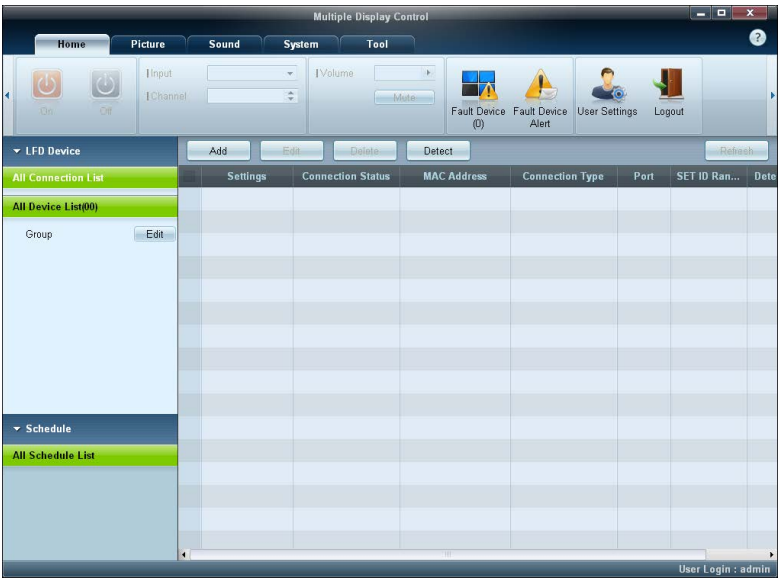 Multiple Display Control
Home Picture Sound System Tool
?
Input
Volume
Channel
Mute
On Off
Fault Device
(0)
Fault Device
Alert
User Settings
Logout
LFD Device
Add Edit Delete Detect Refresh
All Connection List
Settings Connection Status MAC Address Connection Type Port SET ID Ran... Dete
All Device List(00)
Group Edit
Schedule
All Schedule List
User Login : admin